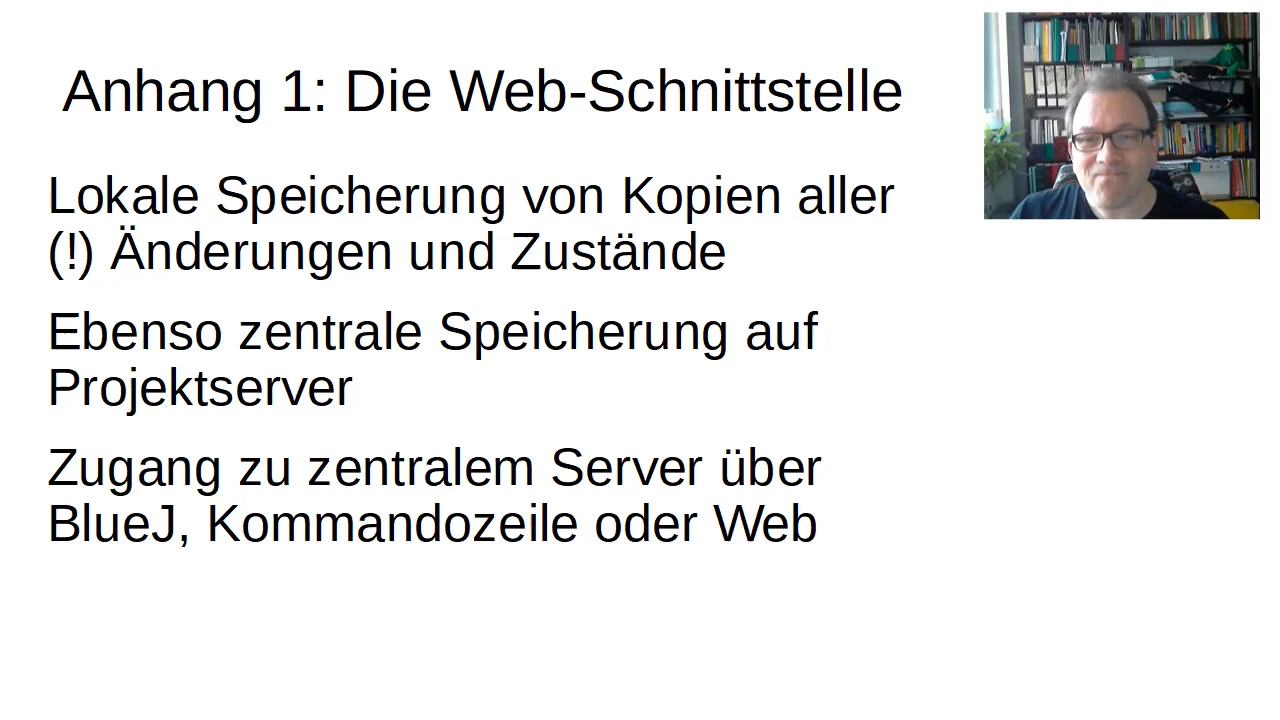 Anhang 1: Die Web-Schnittstelle
Lokale Speicherung von Kopien aller
(!) Änderungen und Zustände
Ebenso zentrale Speicherung auf
Projektserver
Zugang zu zentralem Server über
BlueJ, Kommandozeile oder Web